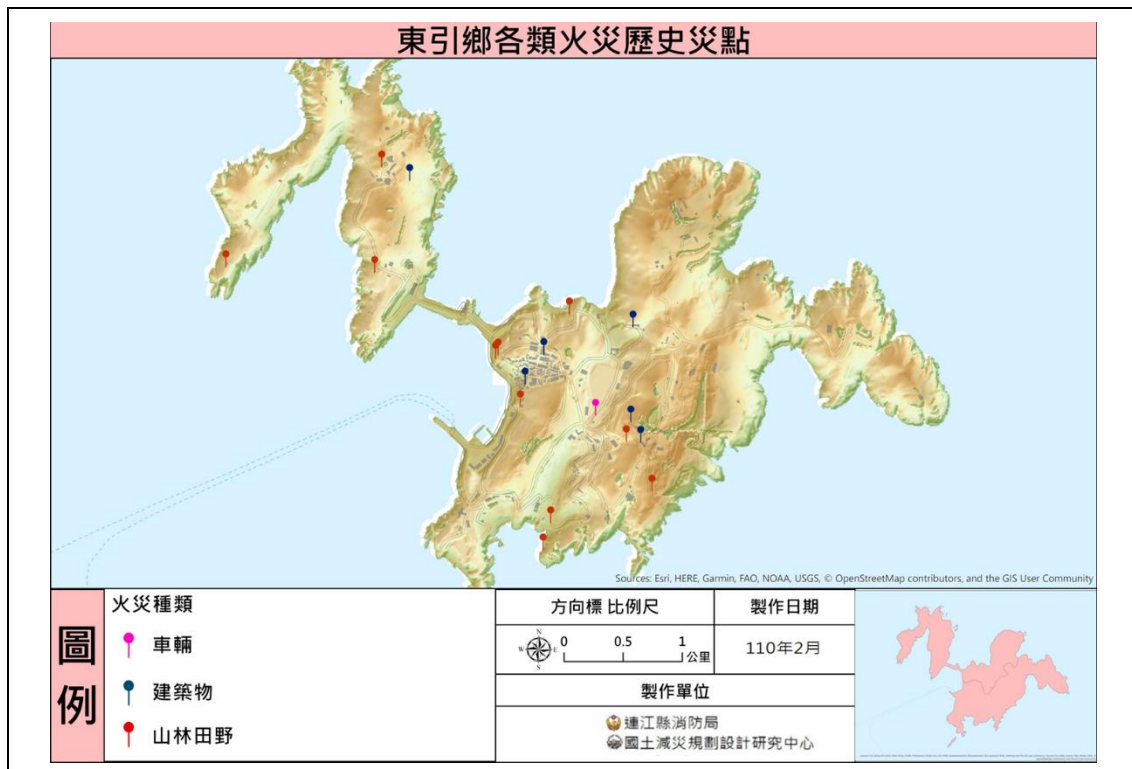 東引鄉各類火災歷史災點
Sources: Esri, HERE, Garmin, FAO, NOAA, USGS, © OpenStreetMap contributors, and the GIS User Community
圖例
火災種類
車輛
建築物
山林田野
方向標 比例尺
N
W
E
S
0 0.5 1
公里
製作日期
110年2月
製作單位
連江縣消防局
國土減災規劃設計研究中心